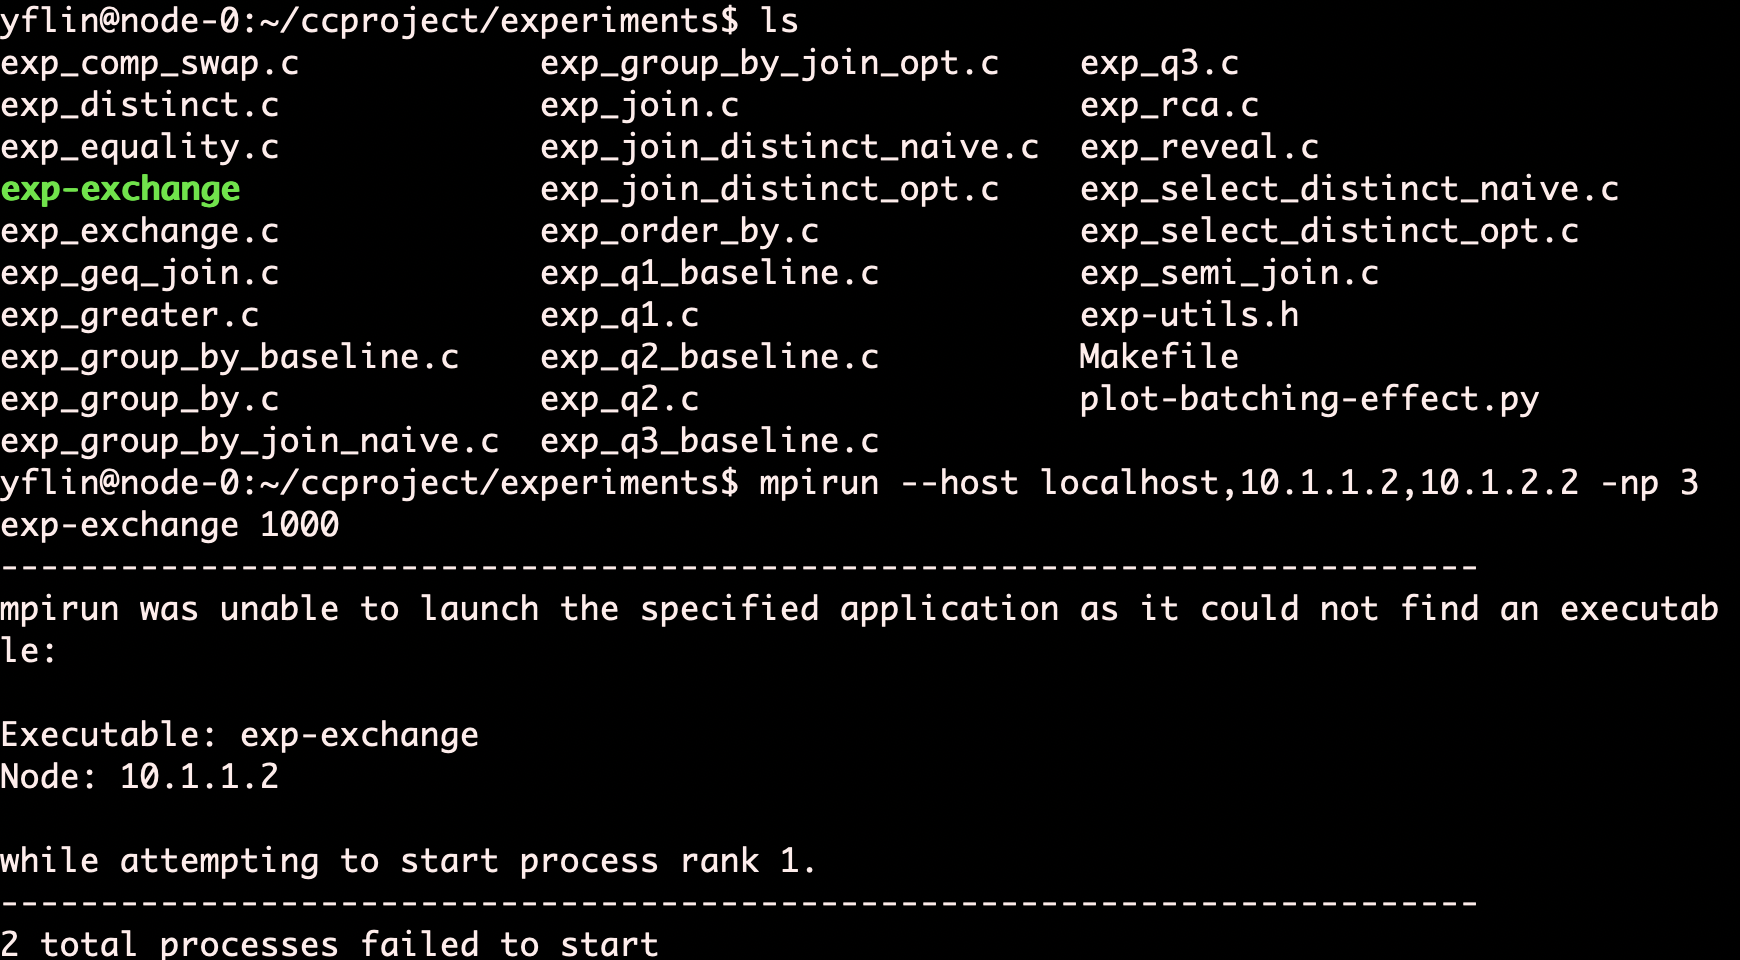 yflin@node-0:~/ccproject/experiments$ ls
exp_comp_swap.c            exp_group_by_join_opt.c    exp_q3.c
exp_distinct.c             exp_join.c                 exp_rca.c
exp_equality.c             exp_join_distinct_naive.c  exp_reveal.c
exp-exchange               exp_join_distinct_opt.c    exp_select_distinct_naive.c
exp_exchange.c             exp_order_by.c             exp_select_distinct_opt.c
exp_geq_join.c             exp_q1_baseline.c          exp_semi_join.c
exp_greater.c              exp_q1.c                   exp-utils.h
exp_group_by_baseline.c    exp_q2_baseline.c          Makefile
exp_group_by.c             exp_q2.c                   plot-batching-effect.py
exp_group_by_join_naive.c  exp_q3_baseline.c
yflin@node-0:~/ccproject/experiments$ mpirun --host localhost,10.1.1.2,10.1.2.2 -np 3
exp-exchange 1000
--------------------------------------------------------------------------
mpirun was unable to launch the specified application as it could not find an executab
le:

Executable: exp-exchange
Node: 10.1.1.2

while attempting to start process rank 1.
--------------------------------------------------------------------------
2 total processes failed to start